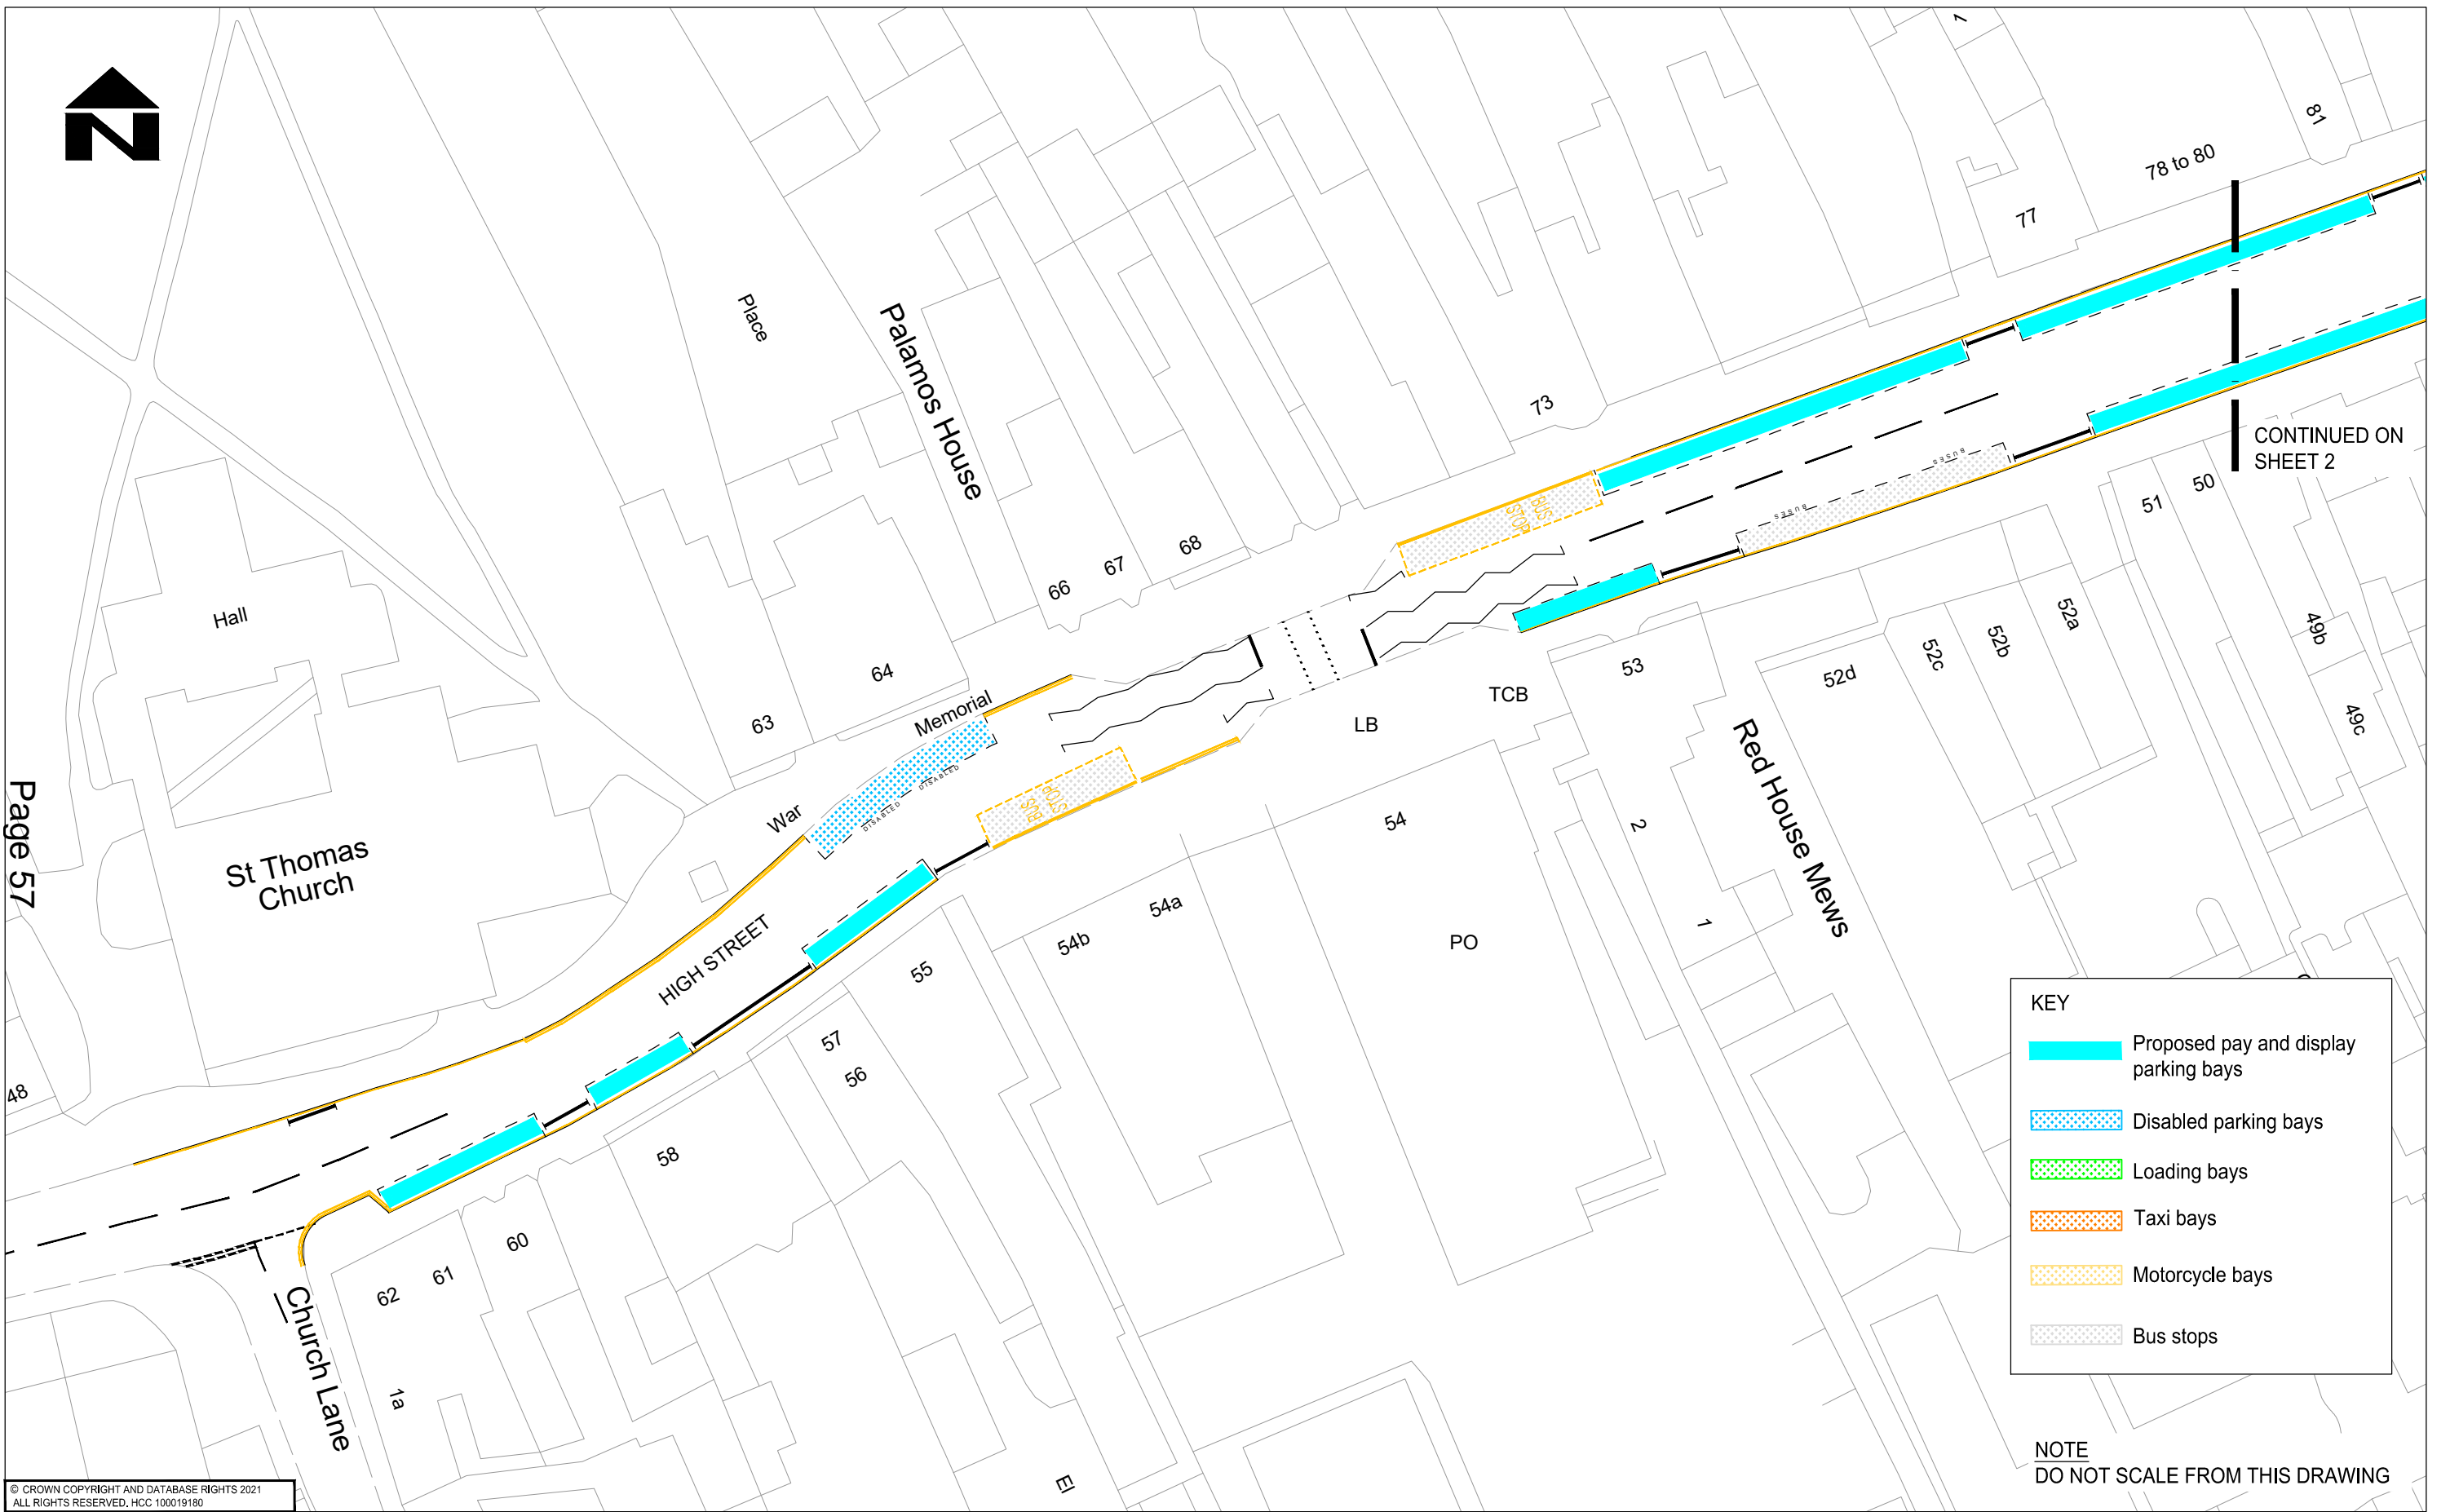 N
1
81
78 to 80
77
Place
Palamos House
73
CONTINUED ON
SHEET 2
50
51
BUSES
BUSES
BUS
STOP
68
67
66
Hall
64
63
Memorial
War
DISABLED
DISABLED
BUS
STOP
TCB
LB
53
52d
52c
52b
52a
49b
49c
Red House Mews
2
1
54
54a
54b
PO
Page 57
St Thomas
Church
HIGH STREET
55
57
56
58
48
60
61
62
1a
Church Lane
El
KEY
Proposed pay and display
parking bays
Disabled parking bays
Loading bays
Taxi bays
Motorcycle bays
Bus stops
NOTE
DO NOT SCALE FROM THIS DRAWING
© CROWN COPYRIGHT AND DATABASE RIGHTS 2021
ALL RIGHTS RESERVED, HCC 100019180